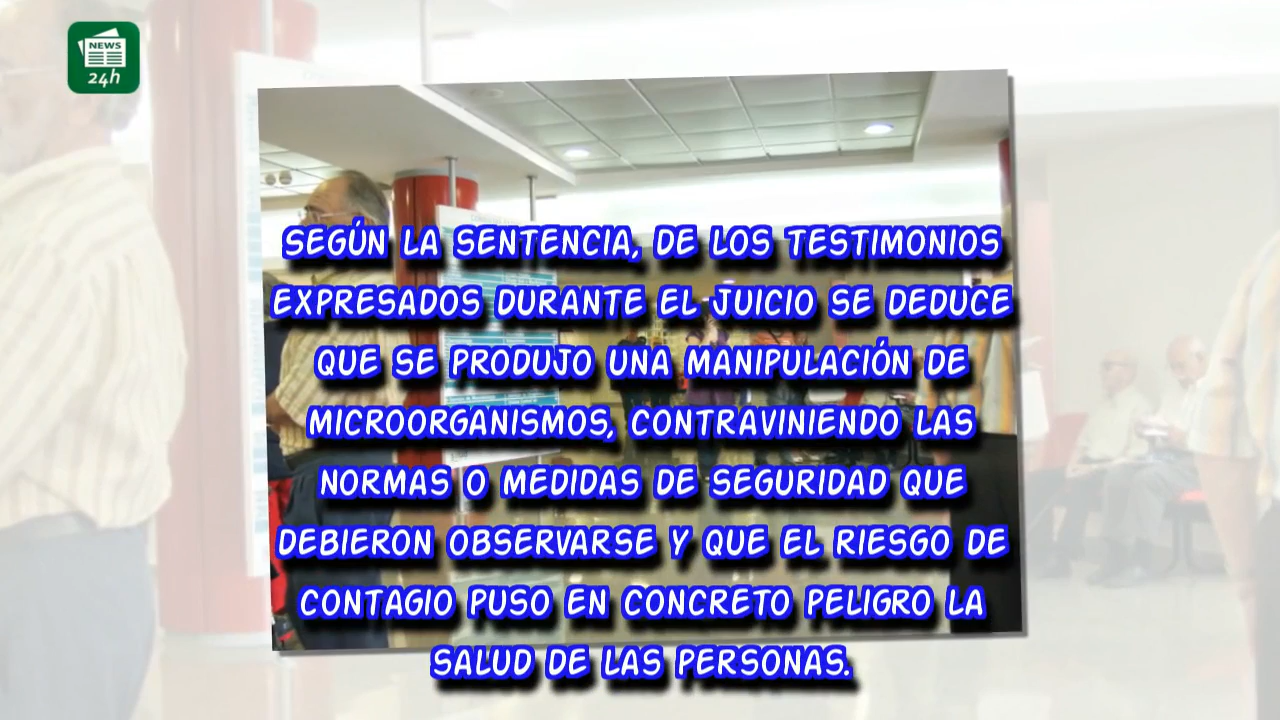 NEWS
24h
SEGÚN LA SENTENCIA, DE LOS TESTIMONIOS
EXPRESADOS DURANTE EL JUICIO SE DEDUCE
QUE SE PRODUJO UNA MANIPULACIÓN DE
MICROORGANISMOS, CONTRAVINIENDO LAS
NORMAS O MEDIDAS DE SEGURIDAD QUE
DEBIERON OBSERVARSE Y QUE EL RIESGO DE
CONTAGIO PUSO EN CONCRETO PELIGRO LA
SALUD DE LAS PERSONAS.